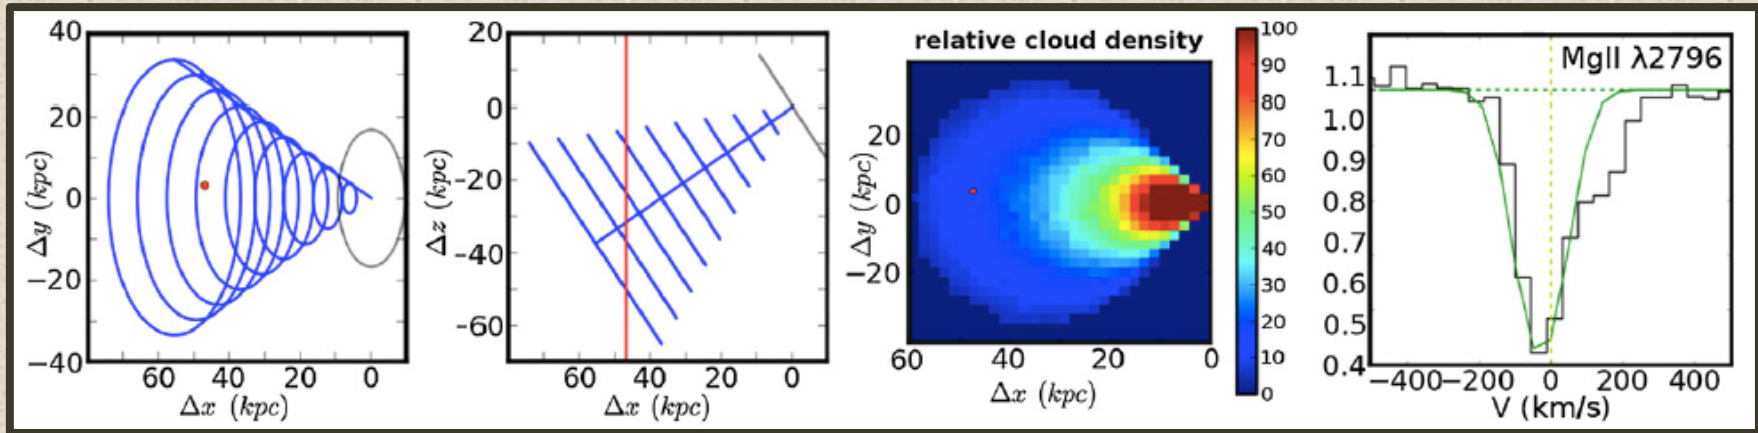 40
20
0
−20
−40
Δy (kpc)
60 40 20 0
Δx (kpc)
20
0
−20
−40
−60
Δz (kpc)
60 40 20 0
Δx (kpc)
relative cloud density
20
0
−20
Δy (kpc)
60 40 20 0
Δx (kpc)
100
90
80
70
60
50
40
30
20
10
0
MgII λ2796
1.1
1.0
0.9
0.8
0.7
0.6
0.5
0.4
−400 −200 0 200 400
V (km/s)